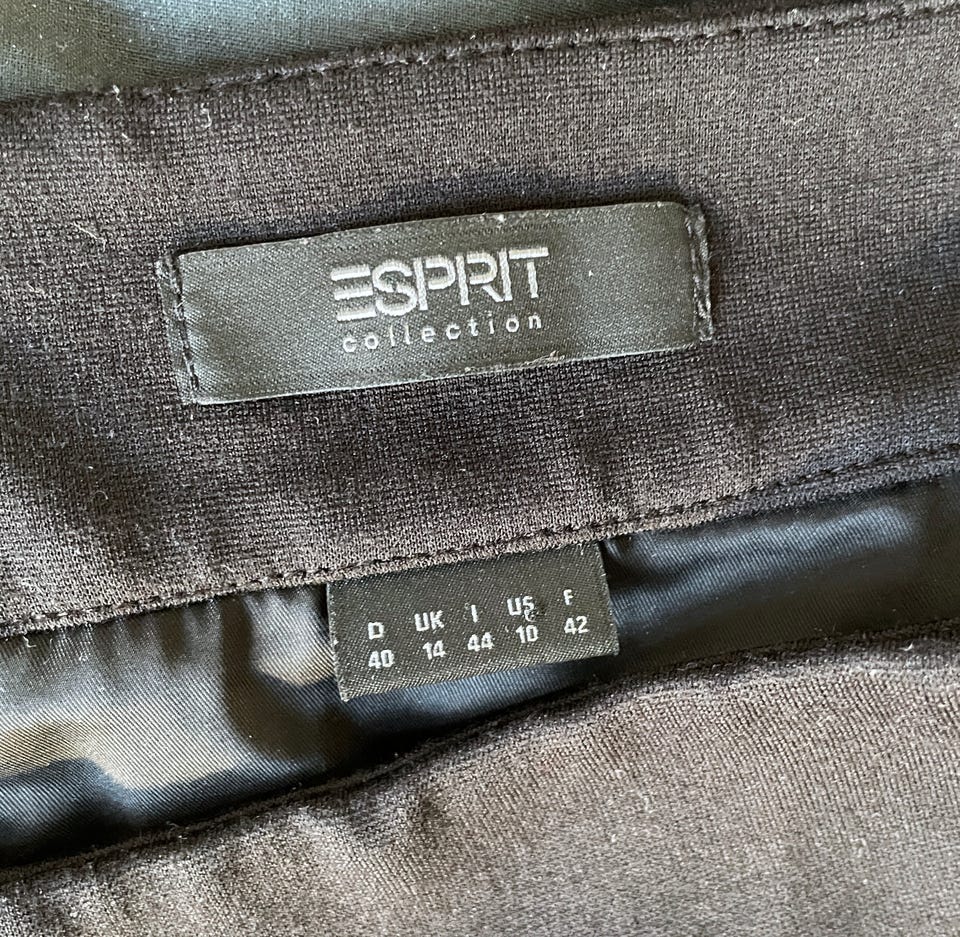 ESPRIT
collection
D UK I US F
40 14 44 10 42